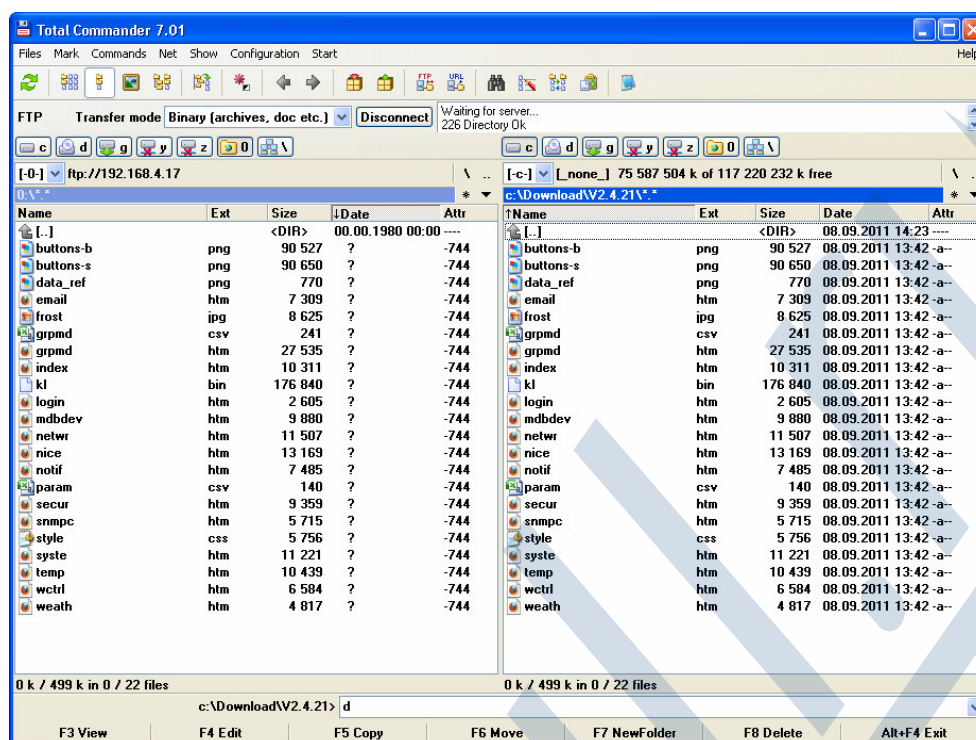 Total Commander 7.01
Files Mark Commands Net Show Configuration Start Help
FTP URL
FTP Transfer mode Binary (archives, doc etc.) Disconnect
Waiting for server...
226 Directory Ok
c d g y z 0 \
c d g y z 0 \
[-0-] ftp://192.168.4.17 \ ..
[-c-] [_none_] 75 587 504 k of 117 220 232 k free \ ..
0:\*.* * ▼
c:\Download\V2.4.21\*.* * ▼
Name Ext Size ↓Date Attr
[..] <DIR> 00.00.1980 00:00 ----
buttons-b png 90 527 ? -744
buttons-s png 90 650 ? -744
data_ref png 770 ? -744
email htm 7 309 ? -744
frost jpg 8 625 ? -744
grpmd csv 241 ? -744
grpmd htm 27 535 ? -744
index htm 10 311 ? -744
kl bin 176 840 ? -744
login htm 2 605 ? -744
mdbdev htm 9 880 ? -744
netwr htm 11 507 ? -744
nice htm 13 169 ? -744
notif htm 7 485 ? -744
param csv 140 ? -744
secur htm 9 359 ? -744
snmpc htm 5 715 ? -744
style css 5 756 ? -744
syste htm 11 221 ? -744
temp htm 10 439 ? -744
wctrl htm 6 584 ? -744
weath htm 4 817 ? -744
0 k / 499 k in 0 / 22 files
↑Name Ext Size Date Attr
[..] <DIR> 08.09.2011 14:23 ----
buttons-b png 90 527 08.09.2011 13:42 -a--
buttons-s png 90 650 08.09.2011 13:42 -a--
data_ref png 770 08.09.2011 13:42 -a--
email htm 7 309 08.09.2011 13:42 -a--
frost jpg 8 625 08.09.2011 13:42 -a--
grpmd csv 241 08.09.2011 13:42 -a--
grpmd htm 27 535 08.09.2011 13:42 -a--
index htm 10 311 08.09.2011 13:42 -a--
kl bin 176 840 08.09.2011 13:42 -a--
login htm 2 605 08.09.2011 13:42 -a--
mdbdev htm 9 880 08.09.2011 13:42 -a--
netwr htm 11 507 08.09.2011 13:42 -a--
nice htm 13 169 08.09.2011 13:42 -a--
notif htm 7 485 08.09.2011 13:42 -a--
param csv 140 08.09.2011 13:42 -a--
secur htm 9 359 08.09.2011 13:42 -a--
snmpc htm 5 715 08.09.2011 13:42 -a--
style css 5 756 08.09.2011 13:42 -a--
syste htm 11 221 08.09.2011 13:42 -a--
temp htm 10 439 08.09.2011 13:42 -a--
wctrl htm 6 584 08.09.2011 13:42 -a--
weath htm 4 817 08.09.2011 13:42 -a--
0 k / 499 k in 0 / 22 files
c:\Download\V2.4.21> d
F3 View F4 Edit F5 Copy F6 Move F7 NewFolder F8 Delete Alt+F4 Exit